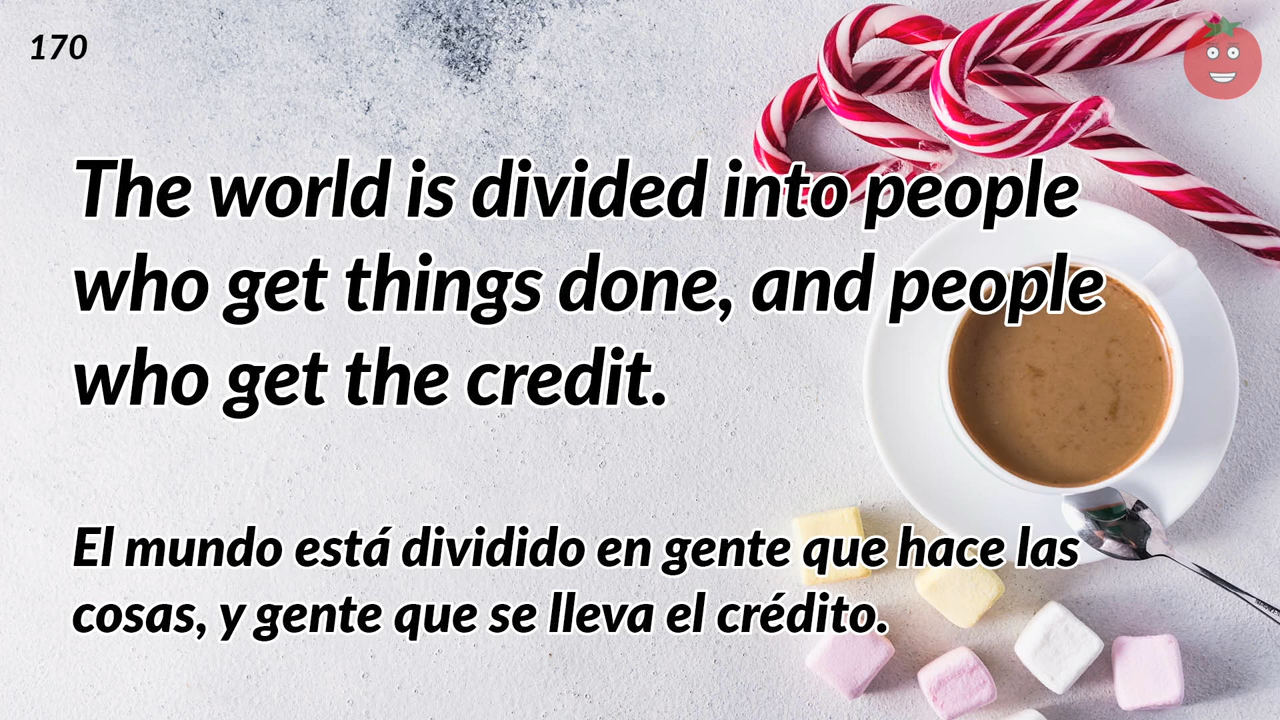 170
The world is divided into people
who get things done, and people
who get the credit.
El mundo está dividido en gente que hace las
cosas, y gente que se lleva el crédito.